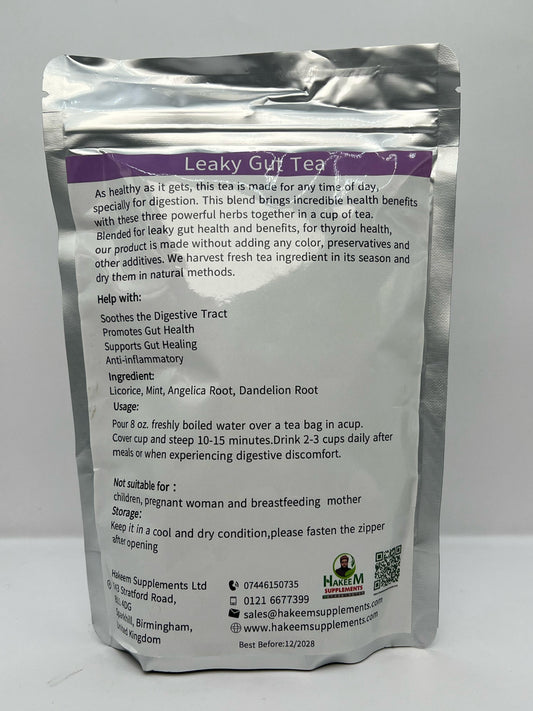 Leaky Gut Tea
As healthy as it gets, this tea is made for any time of day,
specially for digestion. This blend brings incredible health benefits
with these three powerful herbs together in a cup of tea.
Blended for leaky gut health and benefits, for thyroid health,
our product is made without adding any color, preservatives and
other additives. We harvest fresh tea ingredient in its season and
dry them in natural methods.
Help with:
Soothes the Digestive Tract
Promotes Gut Health
Supports Gut Healing
Anti-inflammatory
Ingredient:
Licorice, Mint, Angelica Root, Dandelion Root
Usage:
Pour 8 oz. freshly boiled water over a tea bag in acup.
Cover cup and steep 10-15 minutes.Drink 2-3 cups daily after
meals or when experiencing digestive discomfort.
Not suitable for :
children, pregnant woman and breastfeeding mother
Storage:
Keep it in a cool and dry condition,please fasten the zipper
after opening
Hakeem Supplements Ltd
Stratford Road,
Birmingham,
United Kingdom
07446150735
0121 6677399
sales@hakeemsupplements.com
www.hakeemsupplements.com
Best Before:12/2028
HAKEEM
SUPPLEMENTS